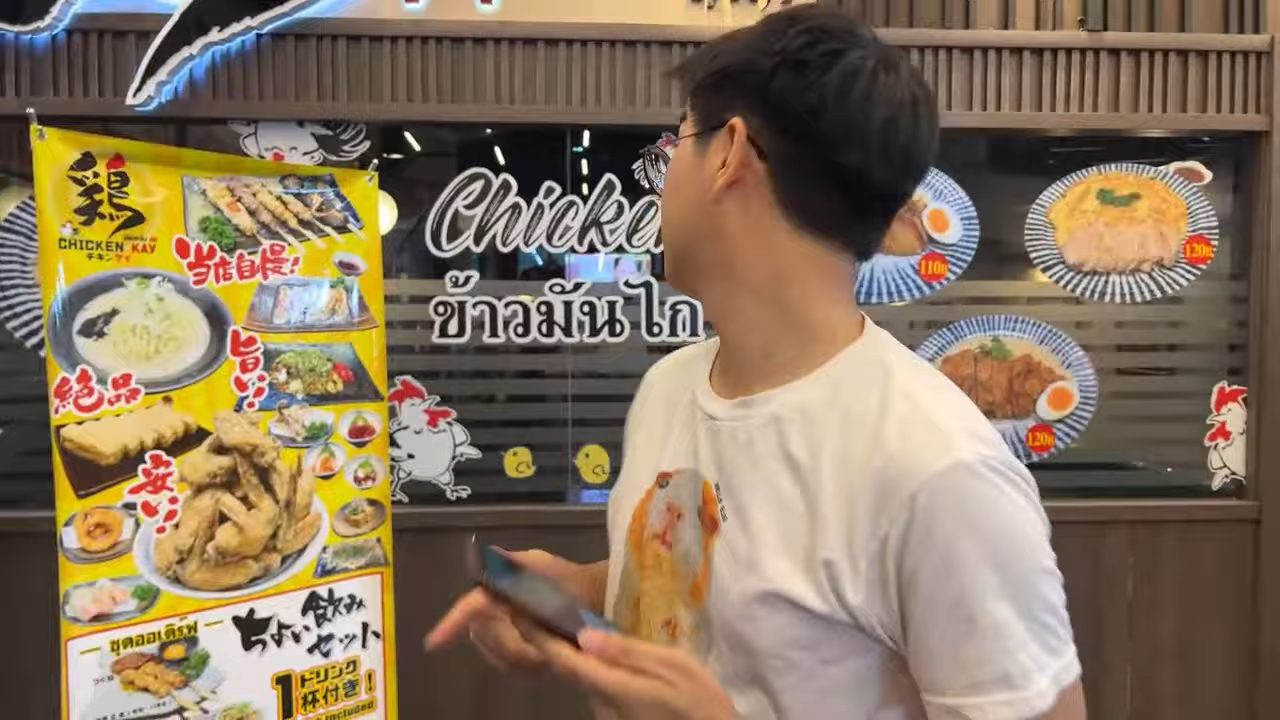 鶏
CHICKEN KAY
チキンケイ
当店自慢!
旨い!
絶品
安い!
ชุดออเดิร์ฟ
ちょい飲み
セット
1ドリンク
杯付き!
included
Chicke
ข้าวมันไก่
110฿
120฿
120฿